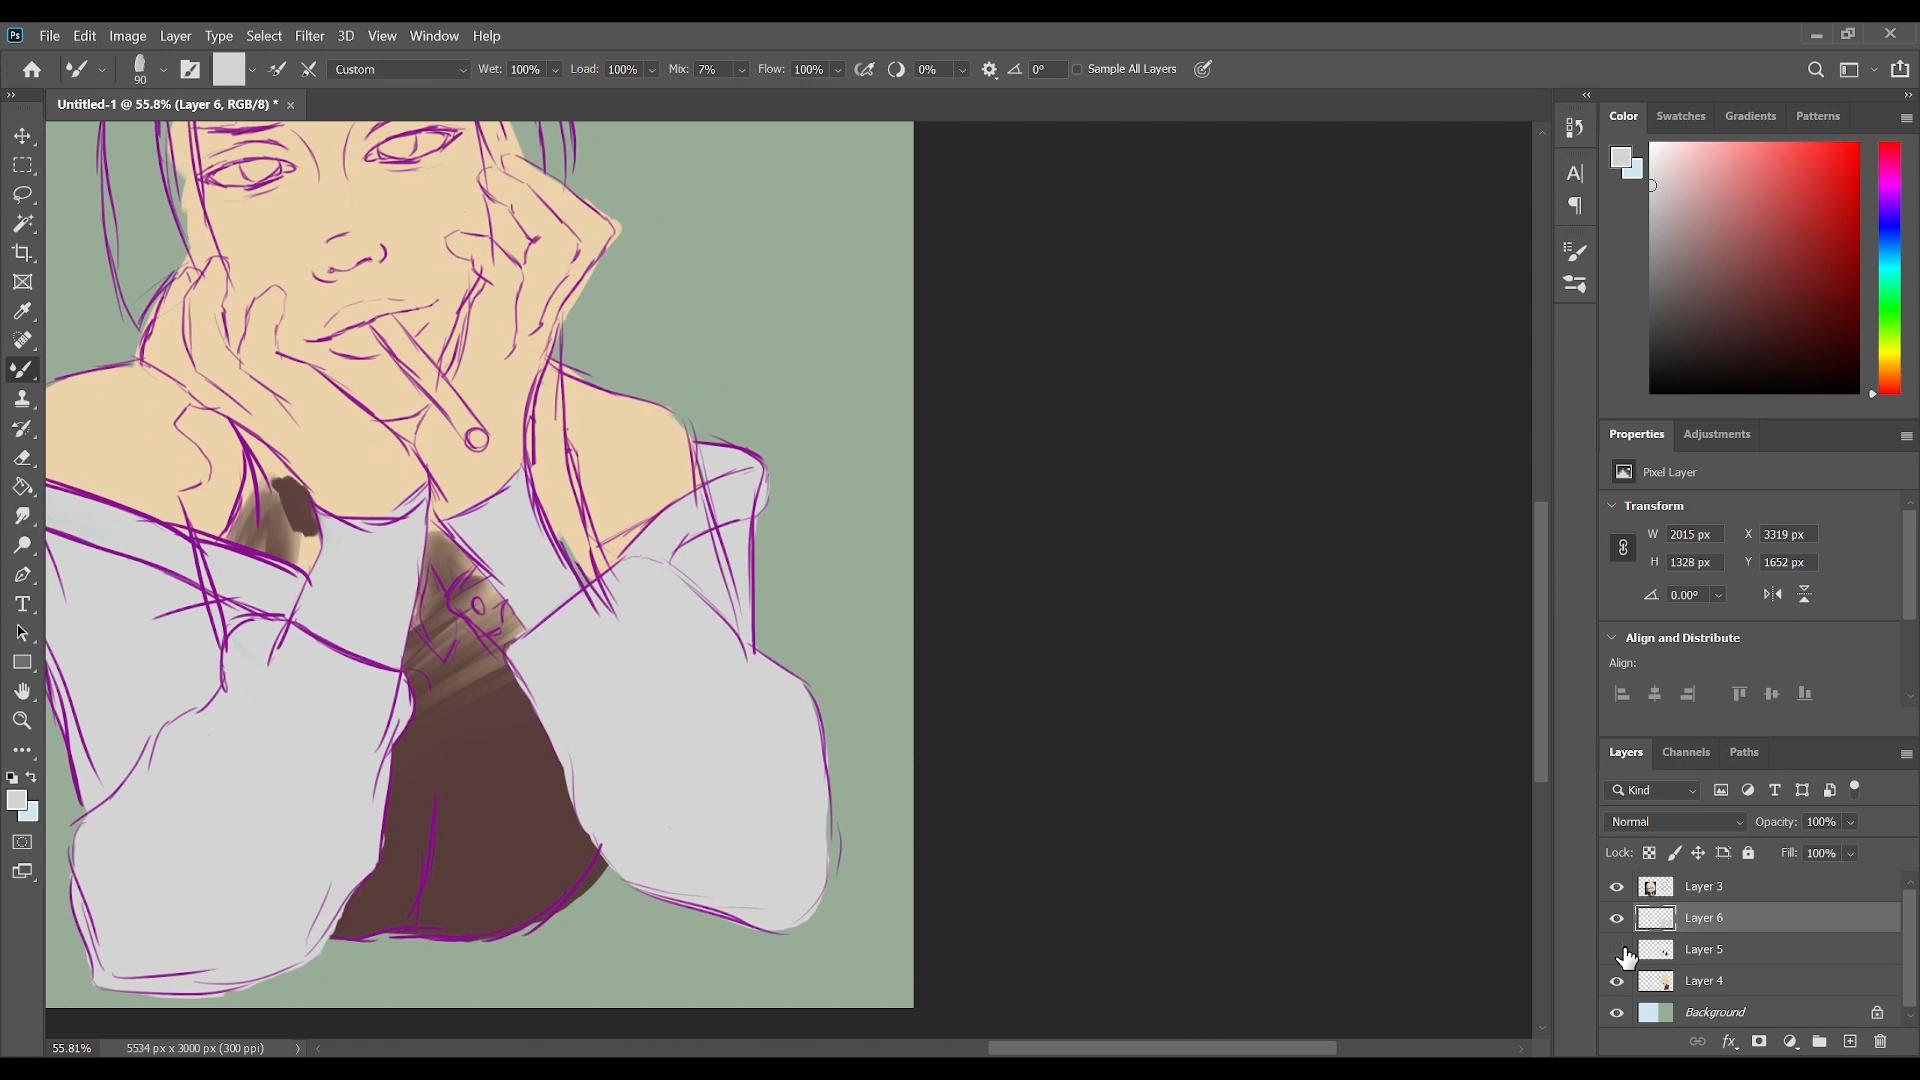 Ps File Edit Image Layer Type Select Filter 3D View Window Help
90 Custom Wet: 100% Load: 100% Mix: 7% Flow: 100% 0% 0° Sample All Layers
Untitled-1 @ 55.8% (Layer 6, RGB/8) *
Color Swatches Gradients Patterns
Properties Adjustments
Pixel Layer
Transform
W 2015 px X 3319 px
H 1328 px Y 1652 px
0.00°
Align and Distribute
Align:
Layers Channels Paths
Kind
Normal Opacity: 100%
Lock: Fill: 100%
Layer 3
Layer 6
Layer 5
Layer 4
Background
fx
55.81% 5534 px x 3000 px (300 ppi)